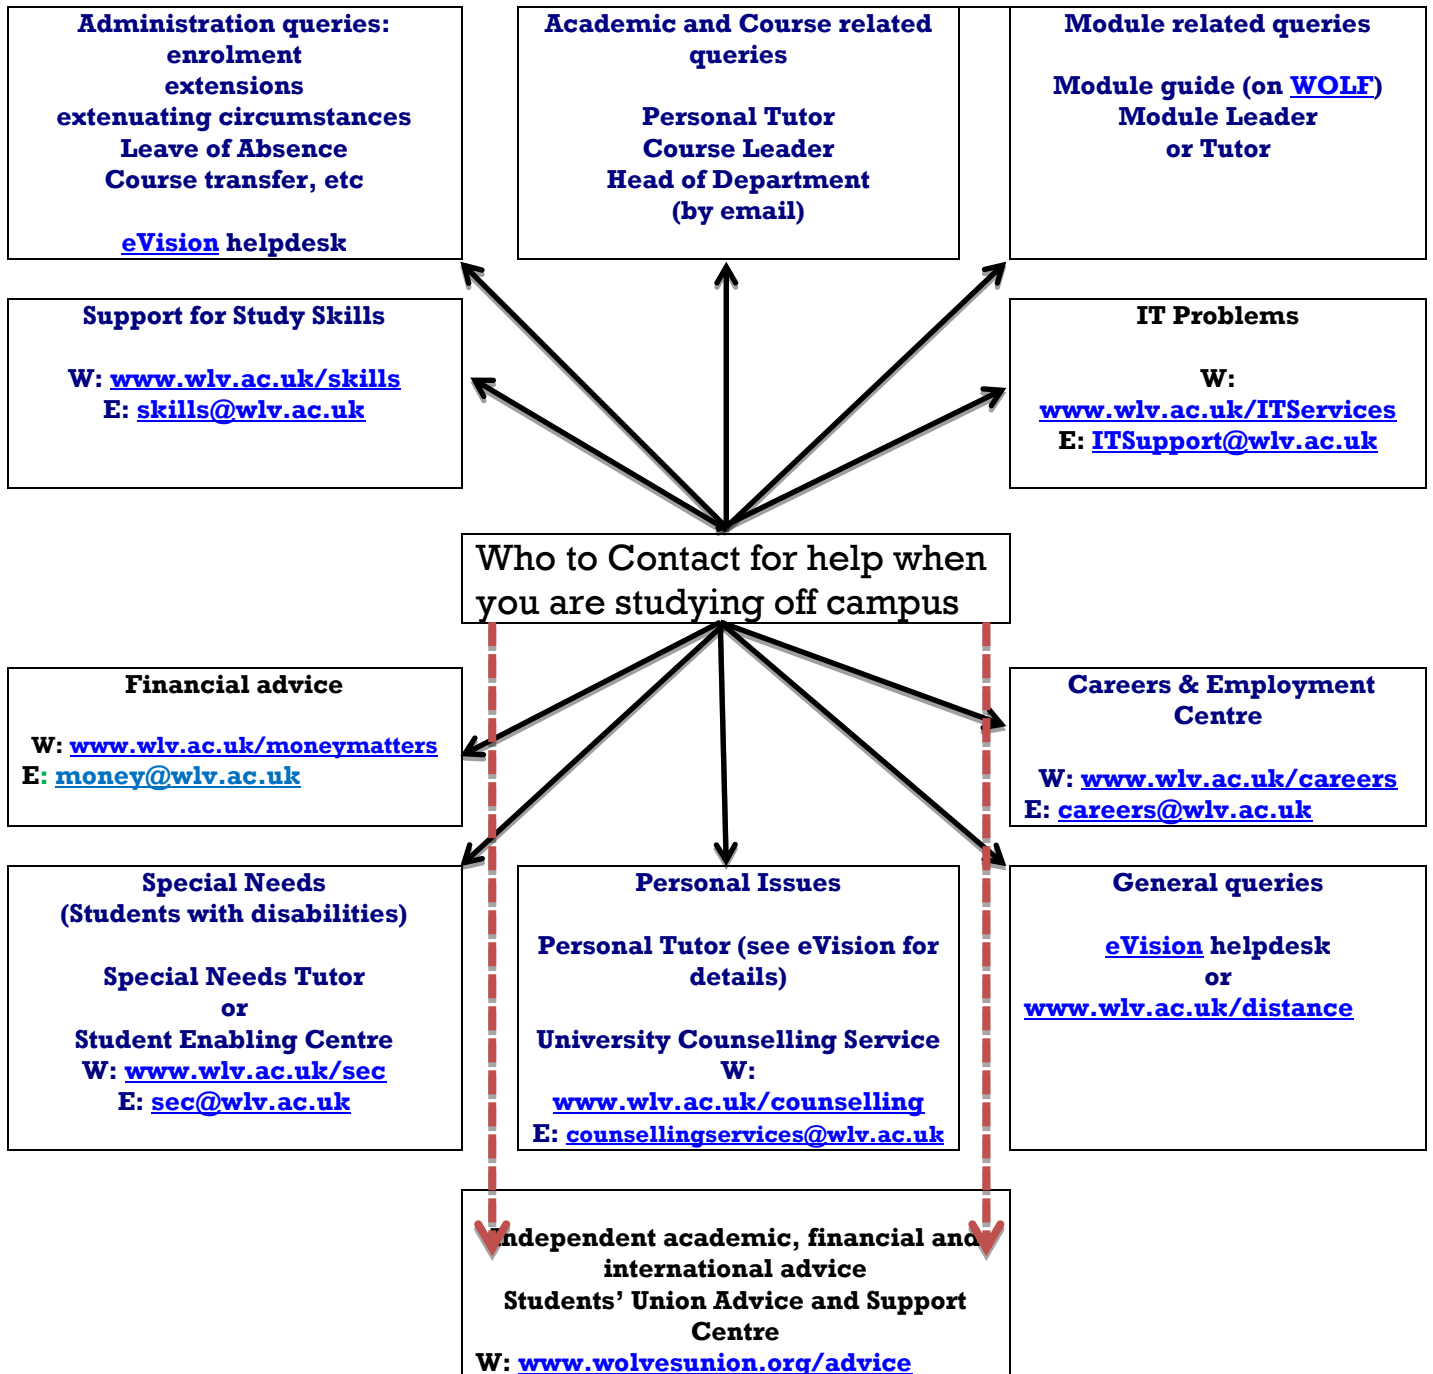 Administration queries:
enrolment
extensions
extenuating circumstances
Leave of Absence
Course transfer, etc
eVision helpdesk
Academic and Course related
queries
Personal Tutor
Course Leader
Head of Department
(by email)
Module related queries
Module guide (on WOLF)
Module Leader
or Tutor
Support for Study Skills
W: www.wlv.ac.uk/skills
E: skills@wlv.ac.uk
IT Problems
W:
www.wlv.ac.uk/ITServices
E: ITSupport@wlv.ac.uk
Who to Contact for help when
you are studying off campus
Financial advice
W: www.wlv.ac.uk/moneymatters
E: money@wlv.ac.uk
Careers & Employment
Centre
W: www.wlv.ac.uk/careers
E: careers@wlv.ac.uk
Special Needs
(Students with disabilities)
Special Needs Tutor
or
Student Enabling Centre
W: www.wlv.ac.uk/sec
E: sec@wlv.ac.uk
Personal Issues
Personal Tutor (see eVision for
details)
University Counselling Service
W:
www.wlv.ac.uk/counselling
E: counsellingservices@wlv.ac.uk
General queries
eVision helpdesk
or
www.wlv.ac.uk/distance
Independent academic, financial and
international advice
Students’ Union Advice and Support
Centre
W: www.wolvesunion.org/advice